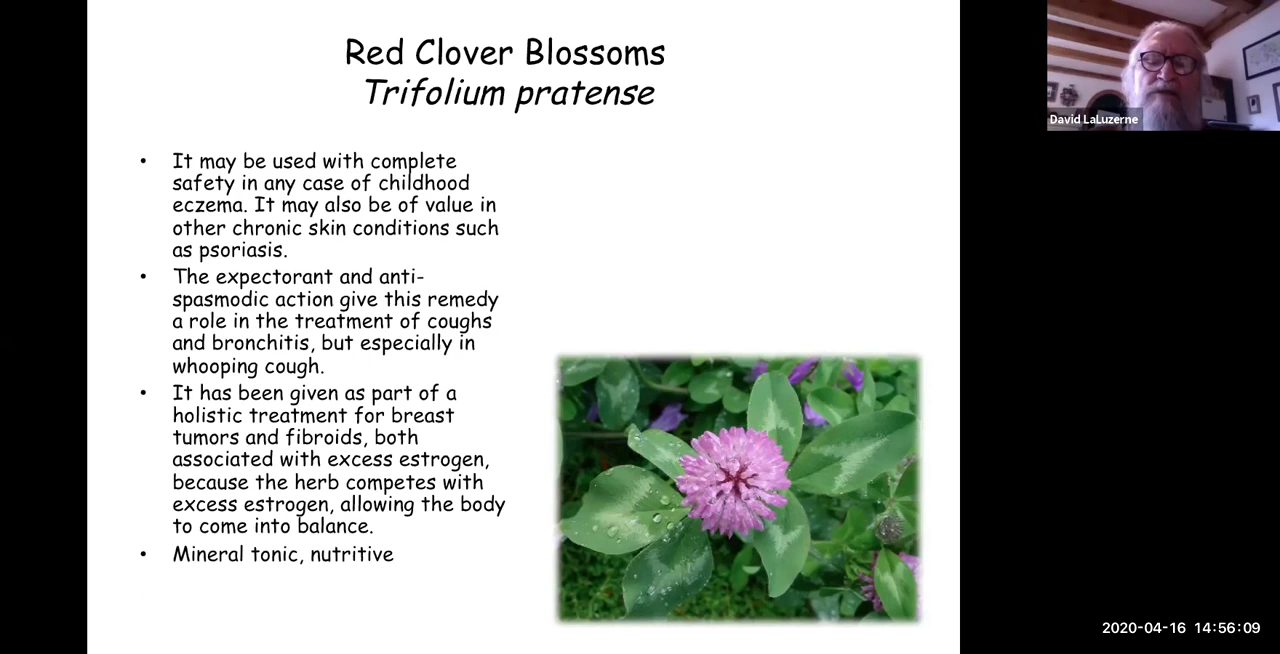 Red Clover Blossoms
Trifolium pratense
• It may be used with complete
safety in any case of childhood
eczema. It may also be of value in
other chronic skin conditions such
as psoriasis.
• The expectorant and anti-
spasmodic action give this remedy
a role in the treatment of coughs
and bronchitis, but especially in
whooping cough.
• It has been given as part of a
holistic treatment for breast
tumors and fibroids, both
associated with excess estrogen,
because the herb competes with
excess estrogen, allowing the body
to come into balance.
• Mineral tonic, nutritive
David LaLuzerne
2020-04-16 14:56:09